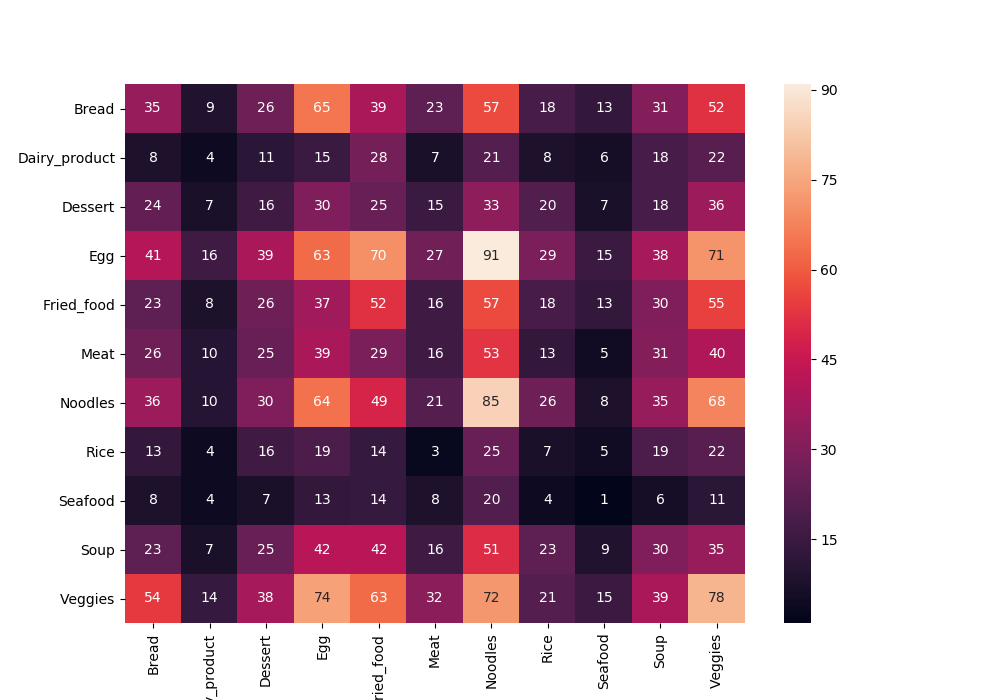 Bread 35 9 26 65 39 23 57 18 13 31 52
Dairy_product 8 4 11 15 28 7 21 8 6 18 22
Dessert 24 7 16 30 25 15 33 20 7 18 36
Egg 41 16 39 63 70 27 91 29 15 38 71
Fried_food 23 8 26 37 52 16 57 18 13 30 55
Meat 26 10 25 39 29 16 53 13 5 31 40
Noodles 36 10 30 64 49 21 85 26 8 35 68
Rice 13 4 16 19 14 3 25 7 5 19 22
Seafood 8 4 7 13 14 8 20 4 1 6 11
Soup 23 7 25 42 42 16 51 23 9 30 35
Veggies 54 14 38 74 63 32 72 21 15 39 78
Bread
y_product
Dessert
Egg
ried_food
Meat
Noodles
Rice
Seafood
Soup
Veggies
90
75
60
45
30
15